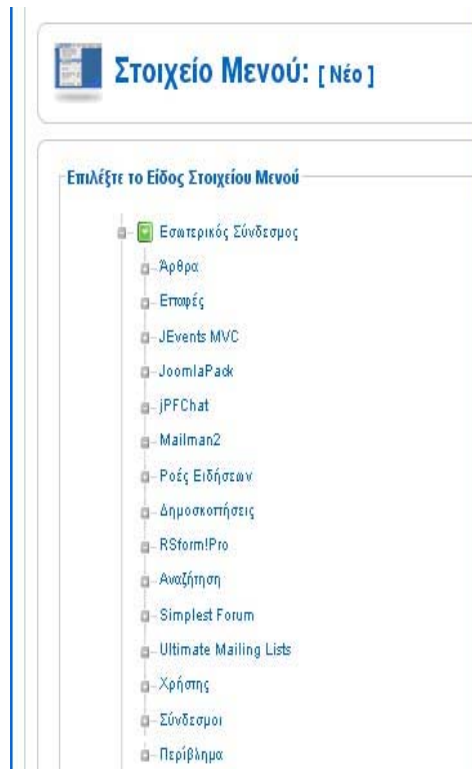 Στοιχείο Μενού: [ Νέο ]
Επιλέξτε το Είδος Στοιχείου Μενού
Εσωτερικός Σύνδεσμος
Άρθρα
Επαφές
JEvents MVC
JoomlaPack
jPFChat
Mailman2
Ροές Ειδήσεων
Δημοσκοπήσεις
RSform!Pro
Αναζήτηση
Simplest Forum
Ultimate Mailing Lists
Χρήστης
Σύνδεσμοι
Περίβλημα